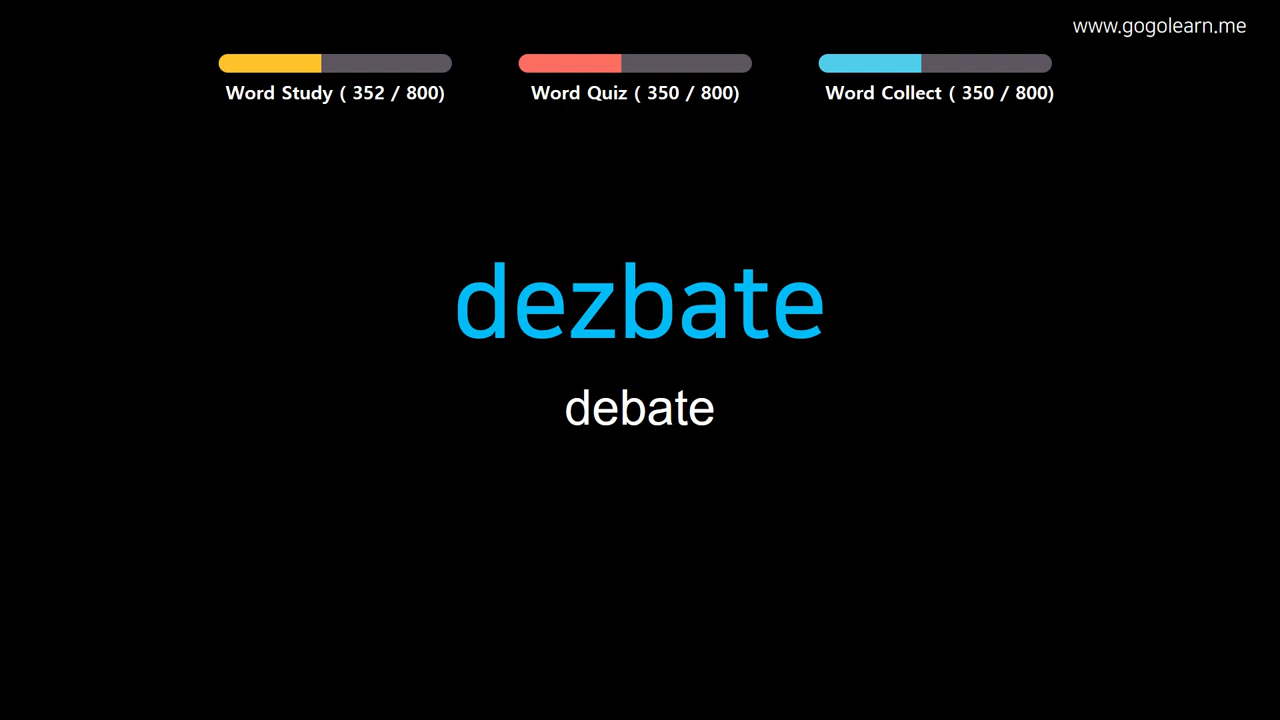 www.gogolearn.me
Word Study ( 352 / 800)
Word Quiz ( 350 / 800)
Word Collect ( 350 / 800)
dezbate
debate